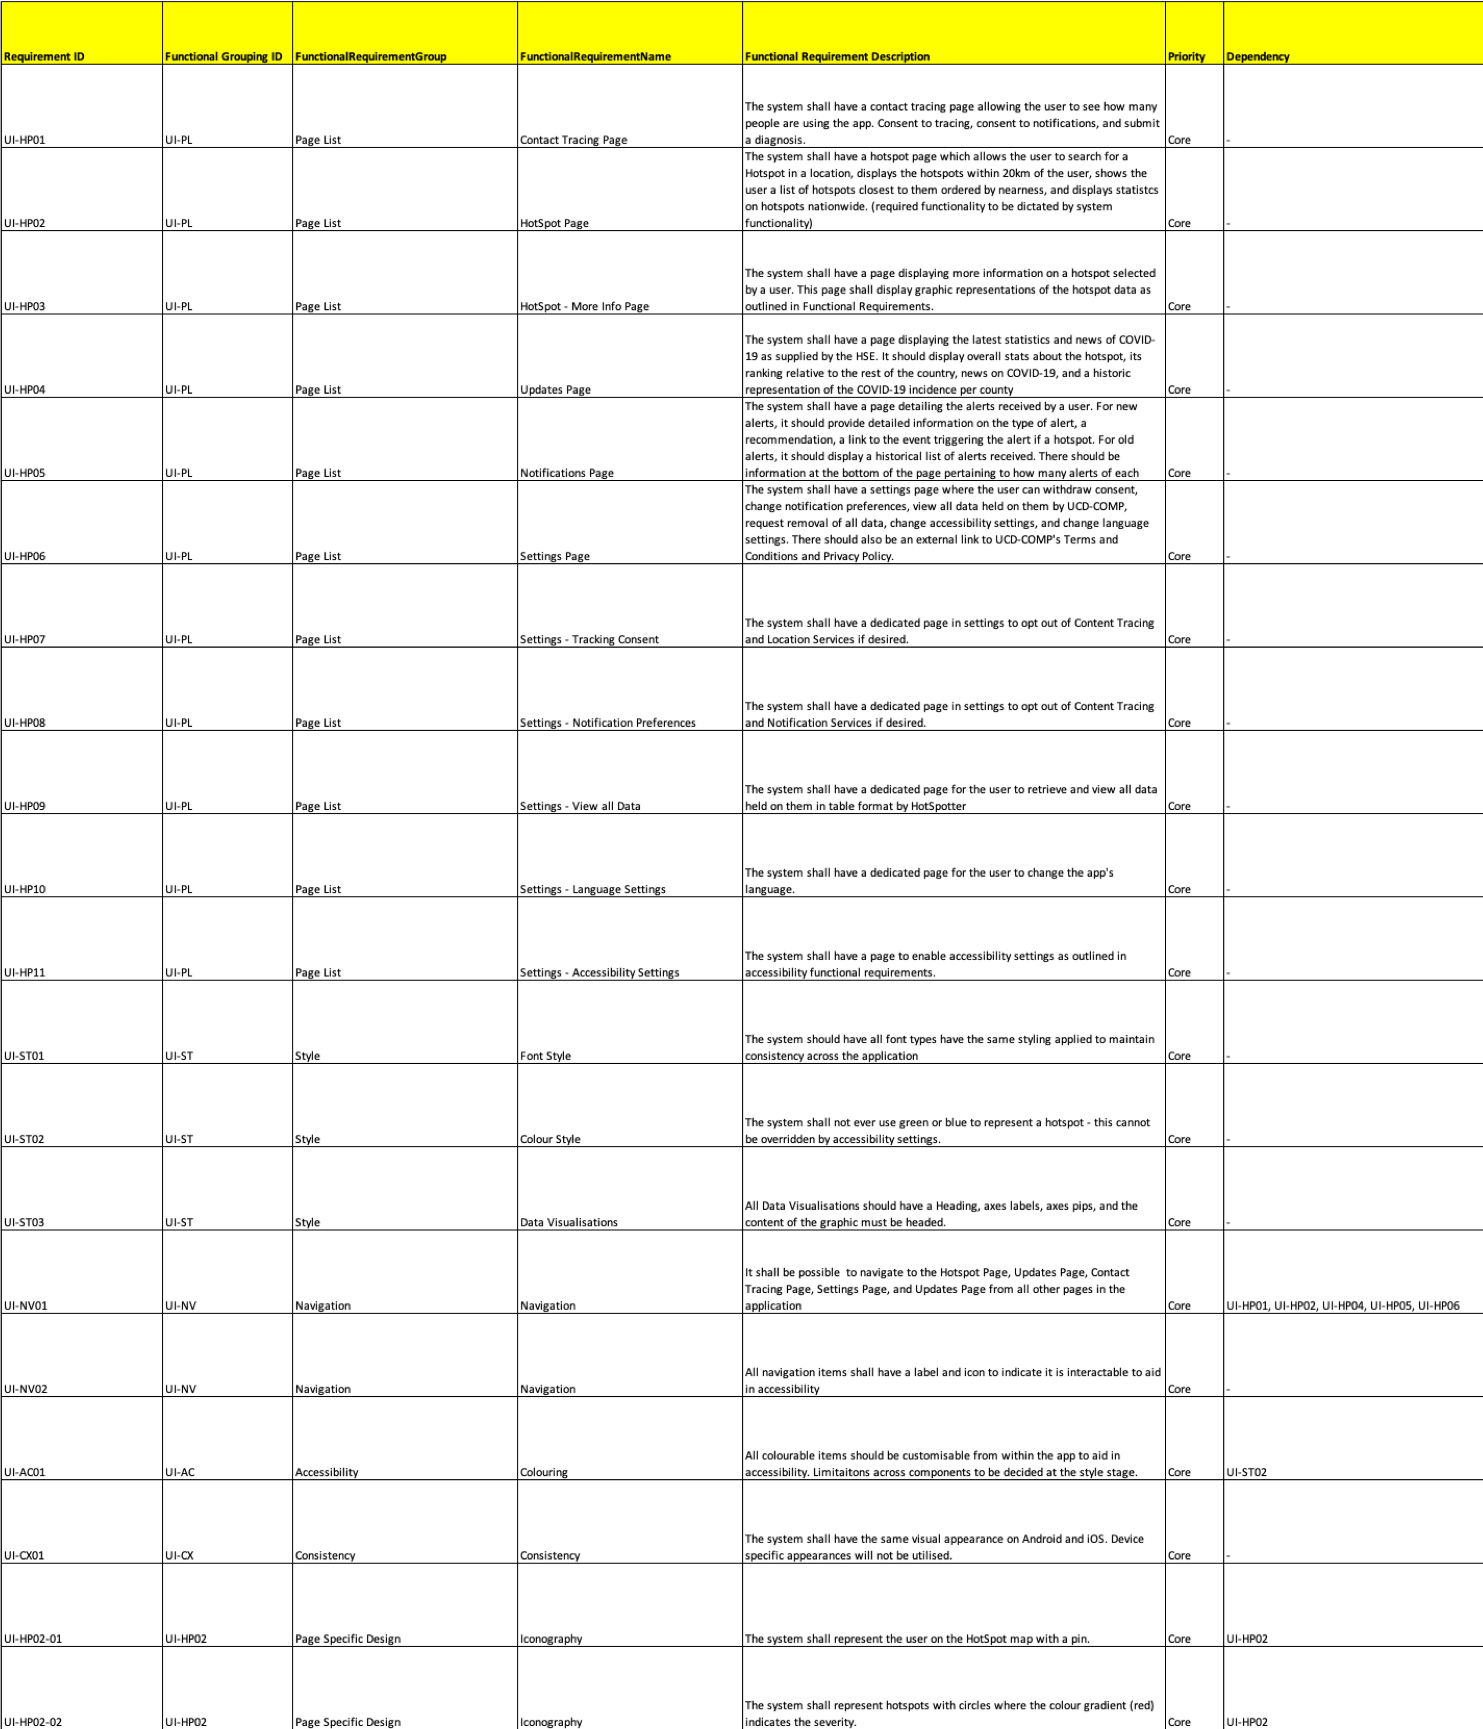 Requirement ID Functional Grouping ID FunctionalRequirementGroup FunctionalRequirementName Functional Requirement Description Priority Dependency
The system shall have a contact tracing page allowing the user to see how many
people are using the app. Consent to tracing, consent to notifications, and submit
UI-HP01 UI-PL Page List Contact Tracing Page a diagnosis. Core -
The system shall have a hotspot page which allows the user to search for a
Hotspot in a location, displays the hotspots within 20km of the user, shows the
user a list of hotspots closest to them ordered by nearness, and displays statistcs
on hotspots nationwide. (required functionality to be dictated by system
UI-HP02 UI-PL Page List HotSpot Page functionality) Core -
The system shall have a page displaying more information on a hotspot selected
by a user. This page shall display graphic representations of the hotspot data as
UI-HP03 UI-PL Page List HotSpot - More Info Page outlined in Functional Requirements. Core -
The system shall have a page displaying the latest statistics and news of COVID-
19 as supplied by the HSE. It should display overall stats about the hotspot, its
ranking relative to the rest of the country, news on COVID-19, and a historic
UI-HP04 UI-PL Page List Updates Page representation of the COVID-19 incidence per county Core -
The system shall have a page detailing the alerts received by a user. For new
alerts, it should provide detailed information on the type of alert, a
recommendation, a link to the event triggering the alert if a hotspot. For old
alerts, it should display a historical list of alerts received. There should be
UI-HP05 UI-PL Page List Notifications Page information at the bottom of the page pertaining to how many alerts of each Core -
The system shall have a settings page where the user can withdraw consent,
change notification preferences, view all data held on them by UCD-COMP,
request removal of all data, change accessibility settings, and change language
settings. There should also be an external link to UCD-COMP's Terms and
UI-HP06 UI-PL Page List Settings Page Conditions and Privacy Policy. Core -
The system shall have a dedicated page in settings to opt out of Content Tracing
UI-HP07 UI-PL Page List Settings - Tracking Consent and Location Services if desired. Core -
The system shall have a dedicated page in settings to opt out of Content Tracing
UI-HP08 UI-PL Page List Settings - Notification Preferences and Notification Services if desired. Core -
The system shall have a dedicated page for the user to retrieve and view all data
UI-HP09 UI-PL Page List Settings - View all Data held on them in table format by HotSpotter Core -
The system shall have a dedicated page for the user to change the app's
UI-HP10 UI-PL Page List Settings - Language Settings language. Core -
The system shall have a page to enable accessibility settings as outlined in
UI-HP11 UI-PL Page List Settings - Accessibility Settings accessibility functional requirements. Core -
The system should have all font types have the same styling applied to maintain
UI-ST01 UI-ST Style Font Style consistency across the application Core -
The system shall not ever use green or blue to represent a hotspot - this cannot
UI-ST02 UI-ST Style Colour Style be overridden by accessibility settings. Core -
All Data Visualisations should have a Heading, axes labels, axes pips, and the
UI-ST03 UI-ST Style Data Visualisations content of the graphic must be headed. Core -
It shall be possible  to navigate to the Hotspot Page, Updates Page, Contact
Tracing Page, Settings Page, and Updates Page from all other pages in the
UI-NV01 UI-NV Navigation Navigation application Core UI-HP01, UI-HP02, UI-HP04, UI-HP05, UI-HP06
All navigation items shall have a label and icon to indicate it is interactable to aid
UI-NV02 UI-NV Navigation Navigation in accessibility Core -
All colourable items should be customisable from within the app to aid in
UI-AC01 UI-AC Accessibility Colouring accessibility. Limitaitons across components to be decided at the style stage. Core UI-ST02
The system shall have the same visual appearance on Android and iOS. Device
UI-CX01 UI-CX Consistency Consistency specific appearances will not be utilised. Core -
UI-HP02-01 UI-HP02 Page Specific Design Iconography The system shall represent the user on the HotSpot map with a pin. Core UI-HP02
The system shall represent hotspots with circles where the colour gradient (red)
UI-HP02-02 UI-HP02 Page Specific Design Iconography indicates the severity. Core UI-HP02